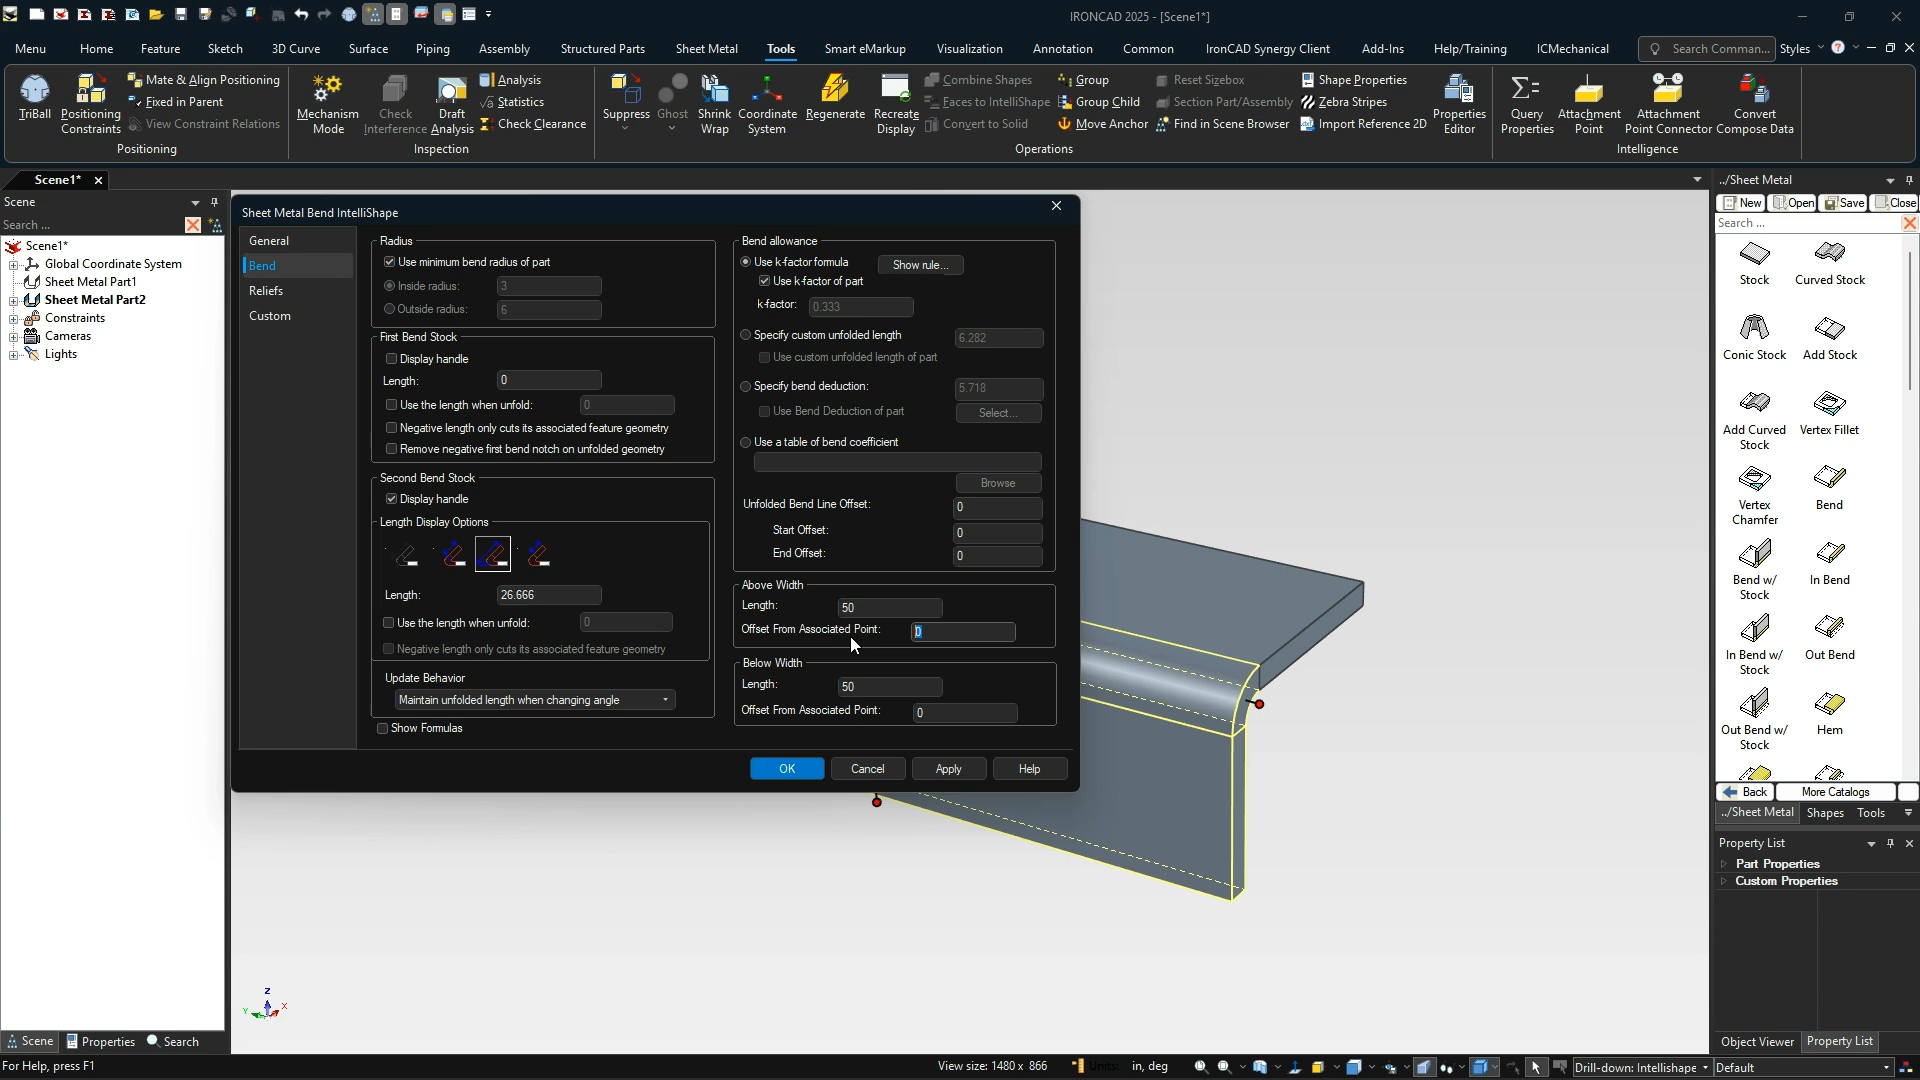 IRONCAD 2025 - [Scene1*]
Menu Home Feature Sketch 3D Curve Surface Piping Assembly Structured Parts Sheet Metal Tools Smart eMarkup Visualization Annotation Common IronCAD Synergy Client Add-Ins Help/Training ICMechanical Search Comman... Styles
TriBall
Positioning Constraints
Mate & Align Positioning
Fixed in Parent
View Constraint Relations
Positioning
Mechanism Mode
Check Interference
Draft Analysis
Analysis
Statistics
Check Clearance
Inspection
Suppress
Ghost
Shrink Wrap
Coordinate System
Regenerate
Recreate Display
Combine Shapes
Faces to IntelliShape
Convert to Solid
Group
Group Child
Move Anchor
Reset Sizebox
Section Part/Assembly
Find in Scene Browser
Shape Properties
Zebra Stripes
Import Reference 2D
Properties Editor
Operations
Query Properties
Attachment Point
Attachment Point Connector
Convert Compose Data
Intelligence
Scene1*
Scene
Search ...
Scene1*
Global Coordinate System
Sheet Metal Part1
Sheet Metal Part2
Constraints
Cameras
Lights
Sheet Metal Bend IntelliShape
General
Bend
Reliefs
Custom
Radius
Use minimum bend radius of part
Inside radius: 3
Outside radius: 6
First Bend Stock
Display handle
Length: 0
Use the length when unfold: 0
Negative length only cuts its associated feature geometry
Remove negative first bend notch on unfolded geometry
Second Bend Stock
Display handle
Length Display Options
Length: 26.666
Use the length when unfold: 0
Negative length only cuts its associated feature geometry
Update Behavior
Maintain unfolded length when changing angle
Show Formulas
Bend allowance
Use k-factor formula Show rule...
Use k-factor of part
k-factor: 0.333
Specify custom unfolded length 6.282
Use custom unfolded length of part
Specify bend deduction: 5.718
Use Bend Deduction of part Select...
Use a table of bend coefficient
Browse
Unfolded Bend Line Offset: 0
Start Offset: 0
End Offset: 0
Above Width
Length: 50
Offset From Associated Point: 0
Below Width
Length: 50
Offset From Associated Point: 0
OK Cancel Apply Help
Z
Y X
../Sheet Metal
New Open Save Close
Search ...
Stock Curved Stock
Conic Stock Add Stock
Add Curved Stock Vertex Fillet
Vertex Chamfer Bend
Bend w/ Stock In Bend
In Bend w/ Stock Out Bend
Out Bend w/ Stock Hem
Back More Catalogs
../Sheet Metal Shapes Tools
Property List
Part Properties
Custom Properties
Scene Properties Search
Object Viewer Property List
For Help, press F1
View size: 1480 x 866 Units: in, deg
Drill-down: Intellishape Default